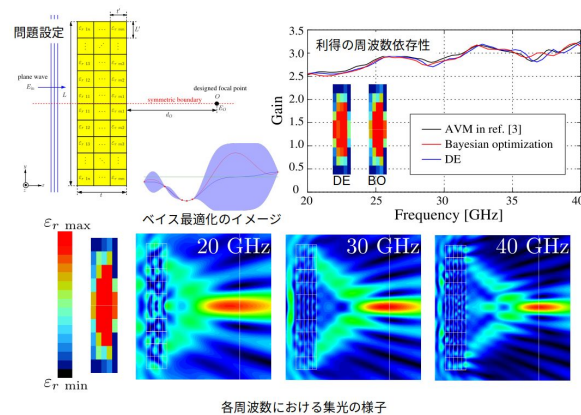 問題設定
plane wave
E₀
L
t'
l'
symmetric boundary
designed focal point
O
d₀
t
ベイス最適化のイメージ
利得の周波数依存性
Gain
3.5
3.0
2.5
2.0
1.5
1.0
0.5
0
DE
BO
AVM in ref. [3]
Bayesian optimization
DE
20
25
30
35
40
Frequency [GHz]
εr max
εr min
20 GHz
30 GHz
40 GHz
各周波数における集光の様子